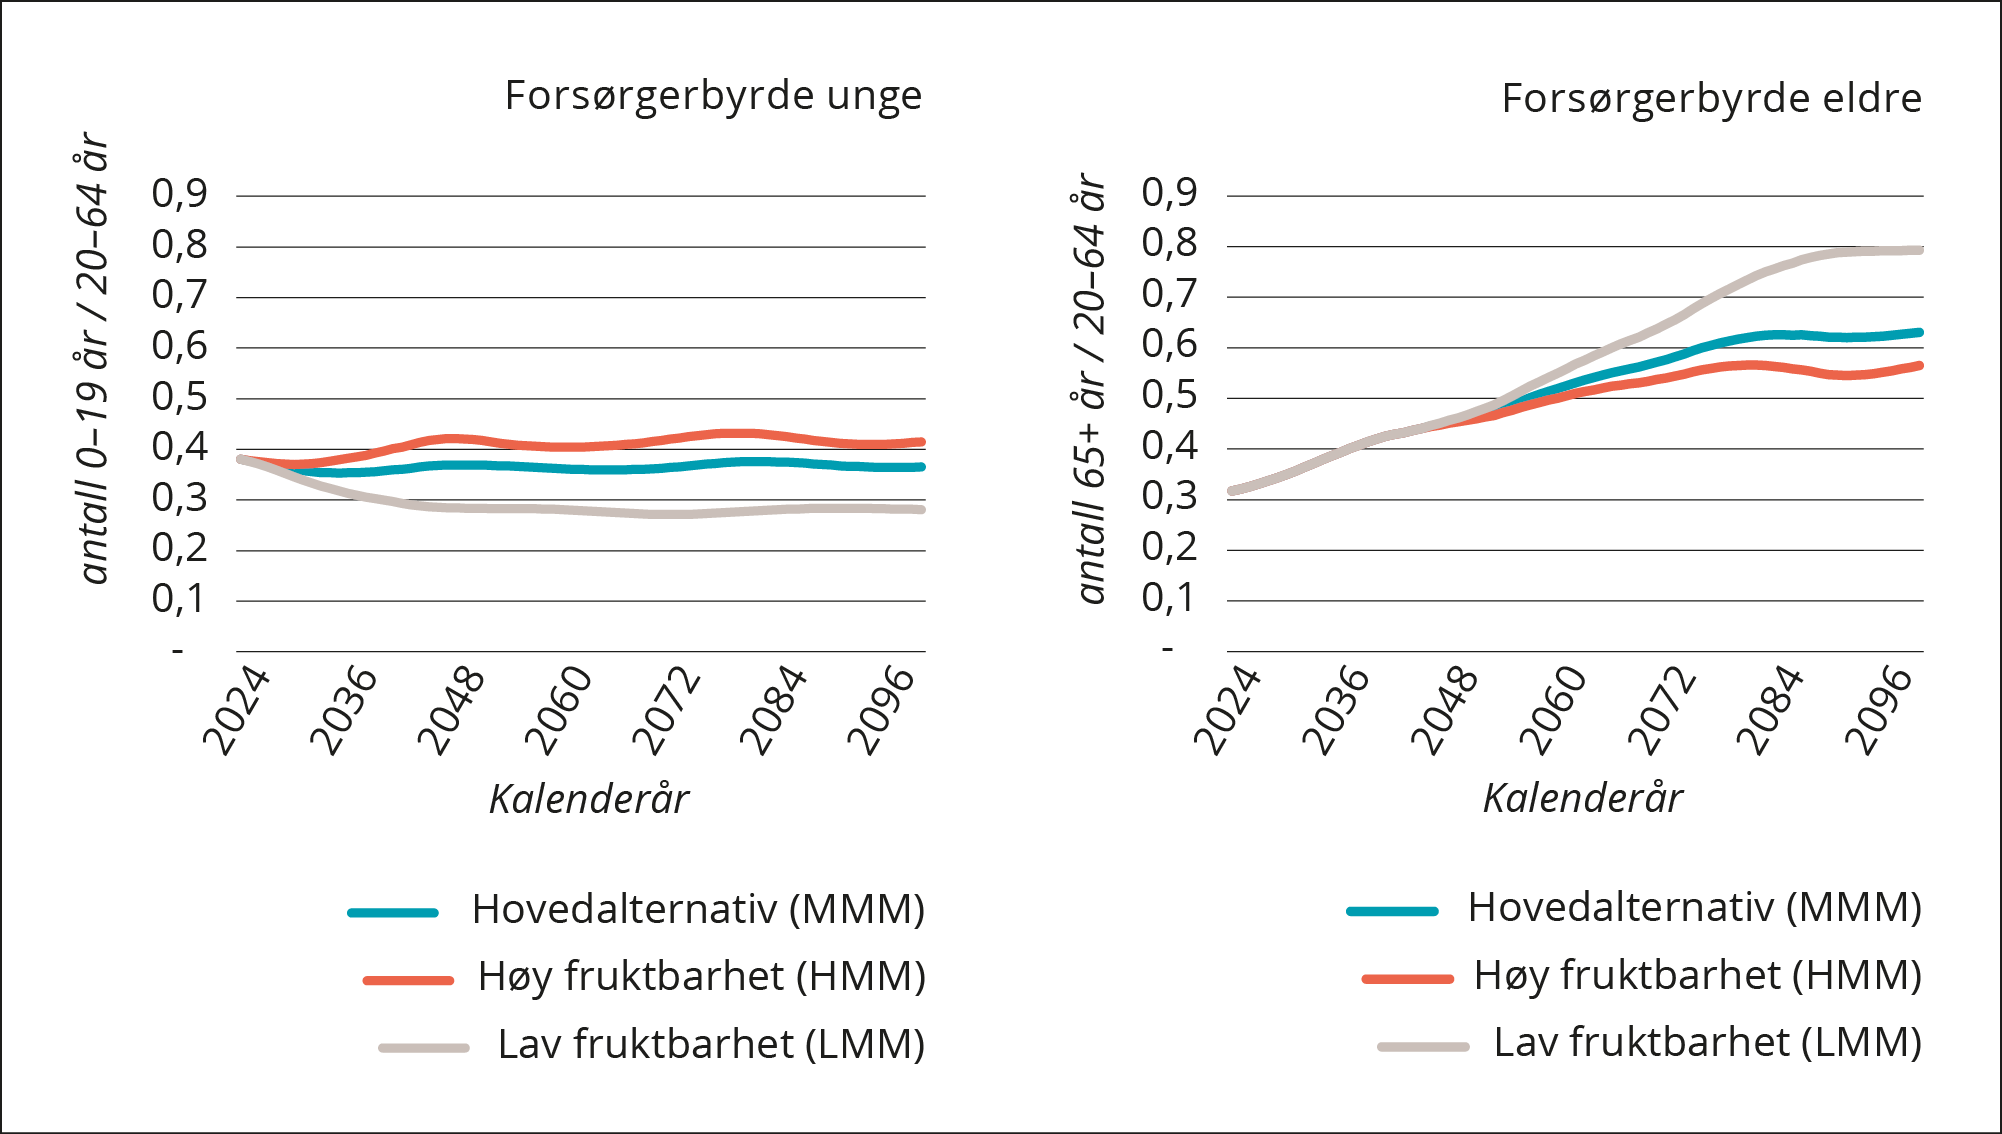 Forsørgerbyrde unge
antall 0–19 år / 20–64 år
0,9
0,8
0,7
0,6
0,5
0,4
0,3
0,2
0,1
-
2024
2036
2048
2060
2072
2084
2096
Kalenderår
Hovedalternativ (MMM)
Høy fruktbarhet (HMM)
Lav fruktbarhet (LMM)
Forsørgerbyrde eldre
antall 65+ år / 20–64 år
0,9
0,8
0,7
0,6
0,5
0,4
0,3
0,2
0,1
-
2024
2036
2048
2060
2072
2084
2096
Kalenderår
Hovedalternativ (MMM)
Høy fruktbarhet (HMM)
Lav fruktbarhet (LMM)